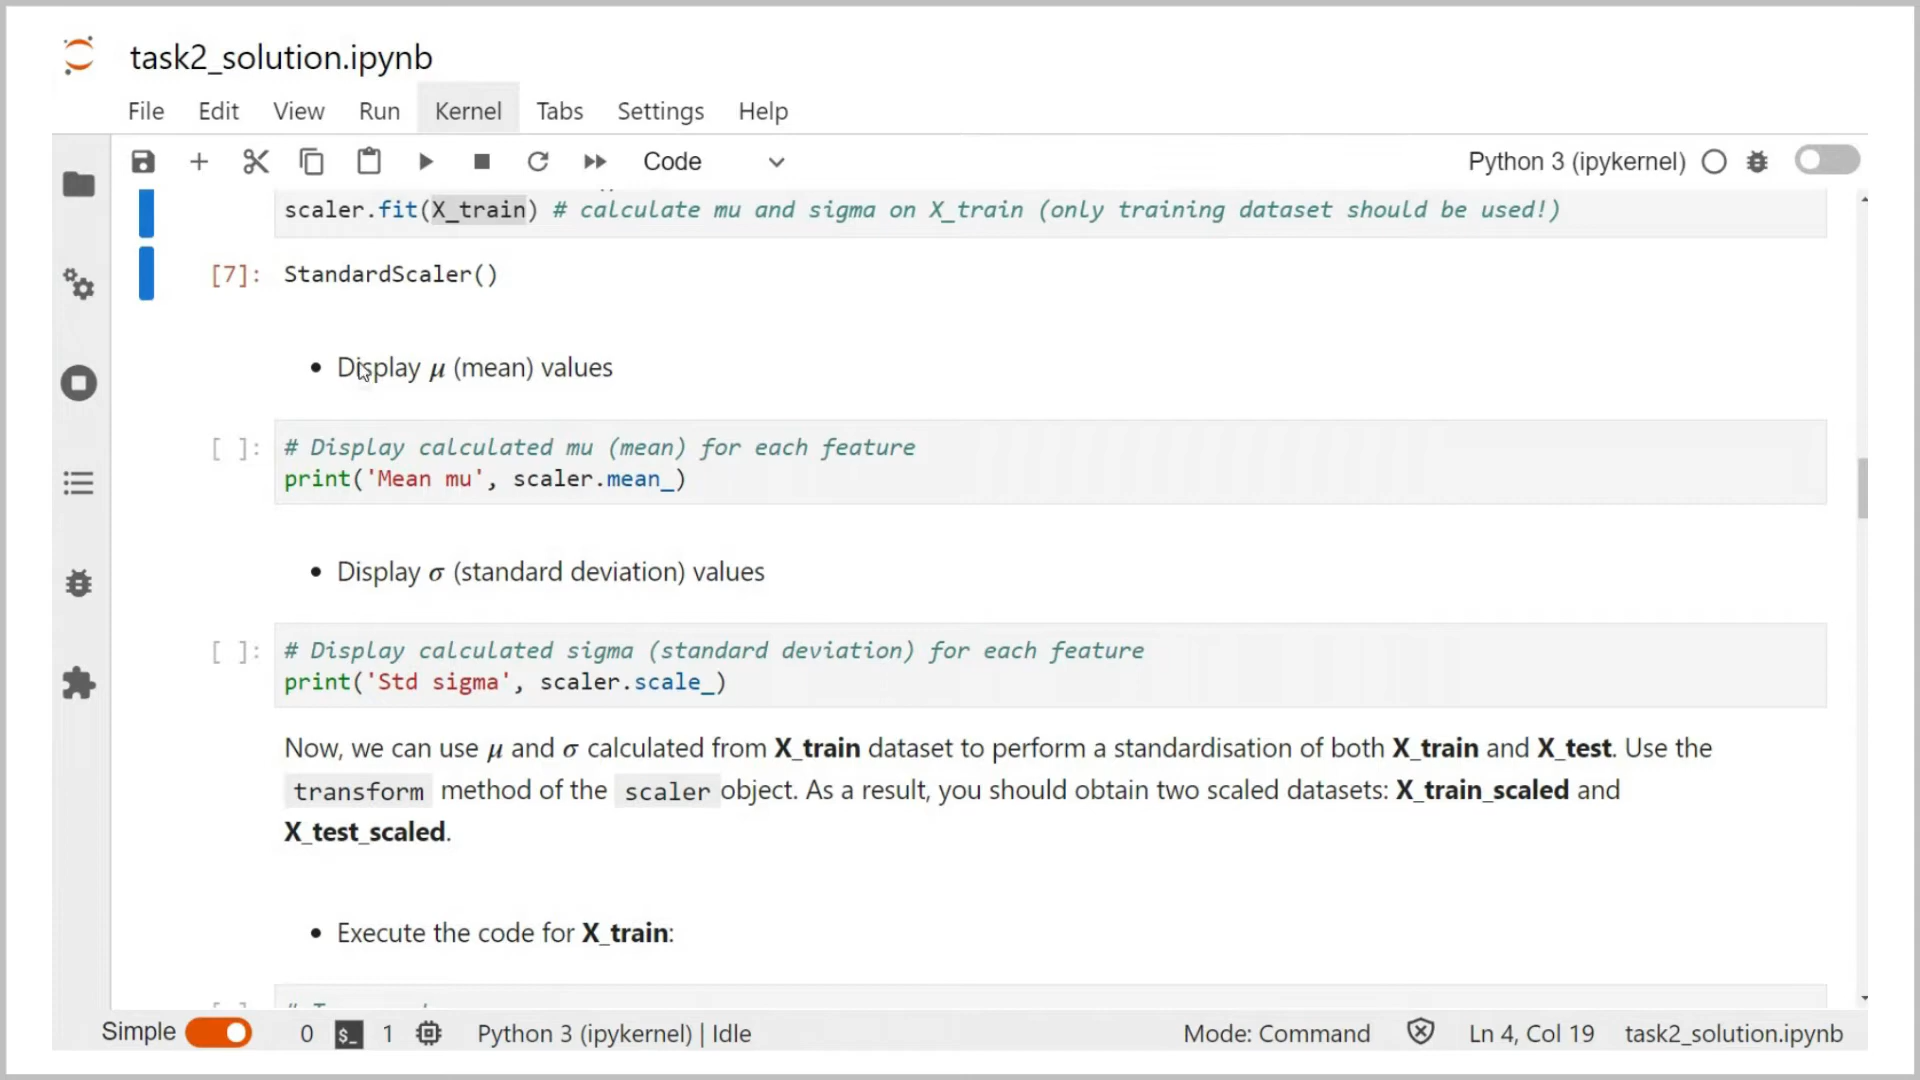 task2_solution.ipynb
File Edit View Run Kernel Tabs Settings Help
Code Python 3 (ipykernel)
scaler.fit(X_train) # calculate mu and sigma on X_train (only training dataset should be used!)
[7]: StandardScaler()
• Display μ (mean) values
[ ]: # Display calculated mu (mean) for each feature
print('Mean mu', scaler.mean_)
• Display σ (standard deviation) values
[ ]: # Display calculated sigma (standard deviation) for each feature
print('Std sigma', scaler.scale_)
Now, we can use μ and σ calculated from X_train dataset to perform a standardisation of both X_train and X_test. Use the
transform method of the scaler object. As a result, you should obtain two scaled datasets: X_train_scaled and
X_test_scaled.
• Execute the code for X_train:
Simple 0 $_ 1 Python 3 (ipykernel) | Idle Mode: Command Ln 4, Col 19 task2_solution.ipynb